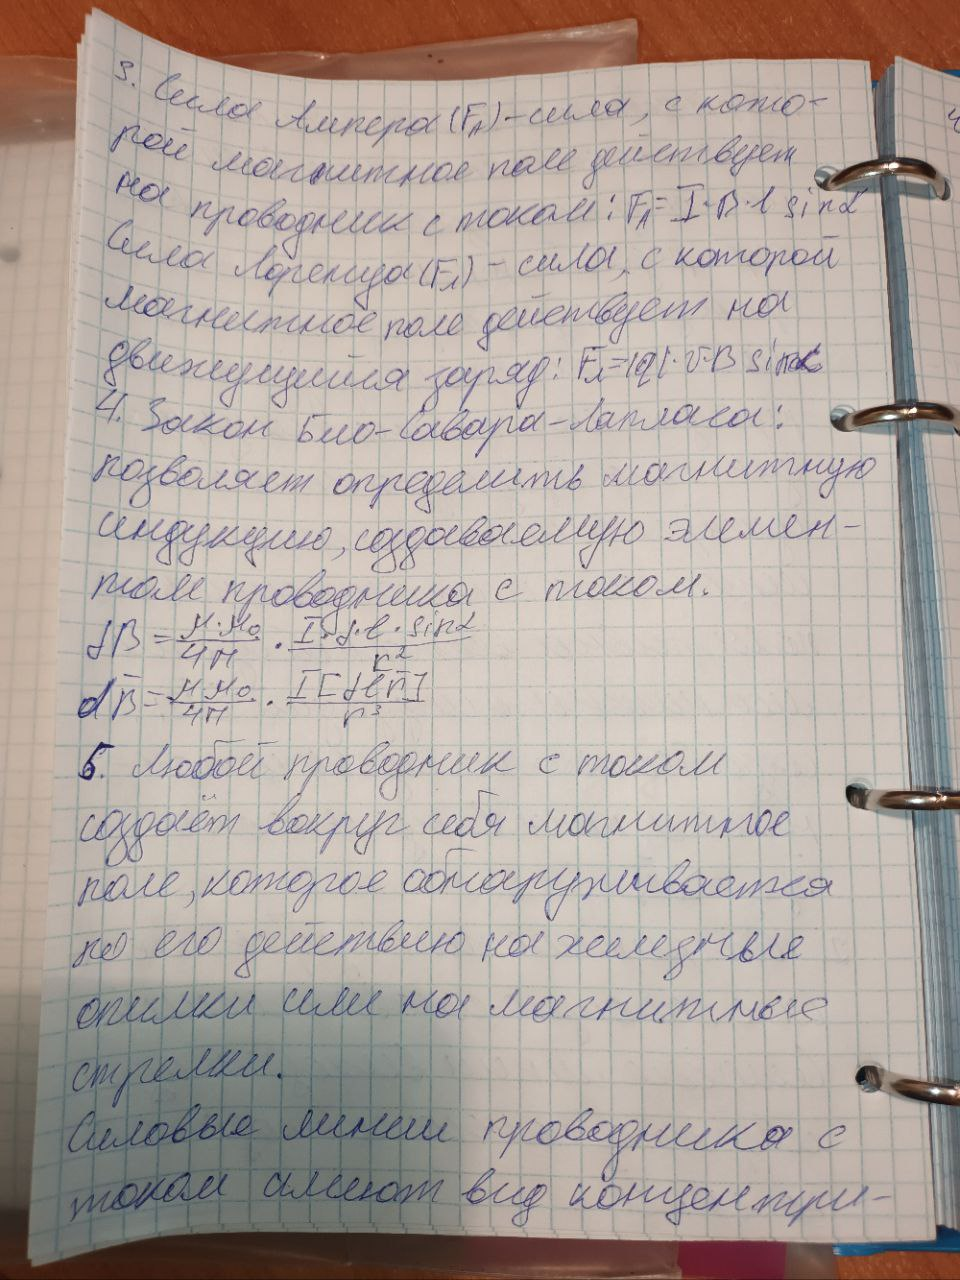 3. Сила Ампера (Fл) – сила, с кото-
рой магнитное поле действует
на проводник с током: Fл = I·B·l sinα
Сила Лоренца (Fл) – сила, с которой
магнитное поле действует на
движущийся заряд: Fл = |q|·υ·B sinα
4. Закон Био-Савара-Лапласа:
позволяет определить магнитную
индукцию, создаваемую элемен-
том проводника с током.
dB = μ·μ₀/4π · I·d·l·sinα/r²
dB̄ = μμ₀/4π · I[dl̄ r̄]/r³
5. Любой проводник с током
создаёт вокруг себя магнитное
поле, которое обнаруживается
по его действию на железные
опилки или на магнитные
стрелки.
Силовые линии проводника с
током имеют вид концентри-